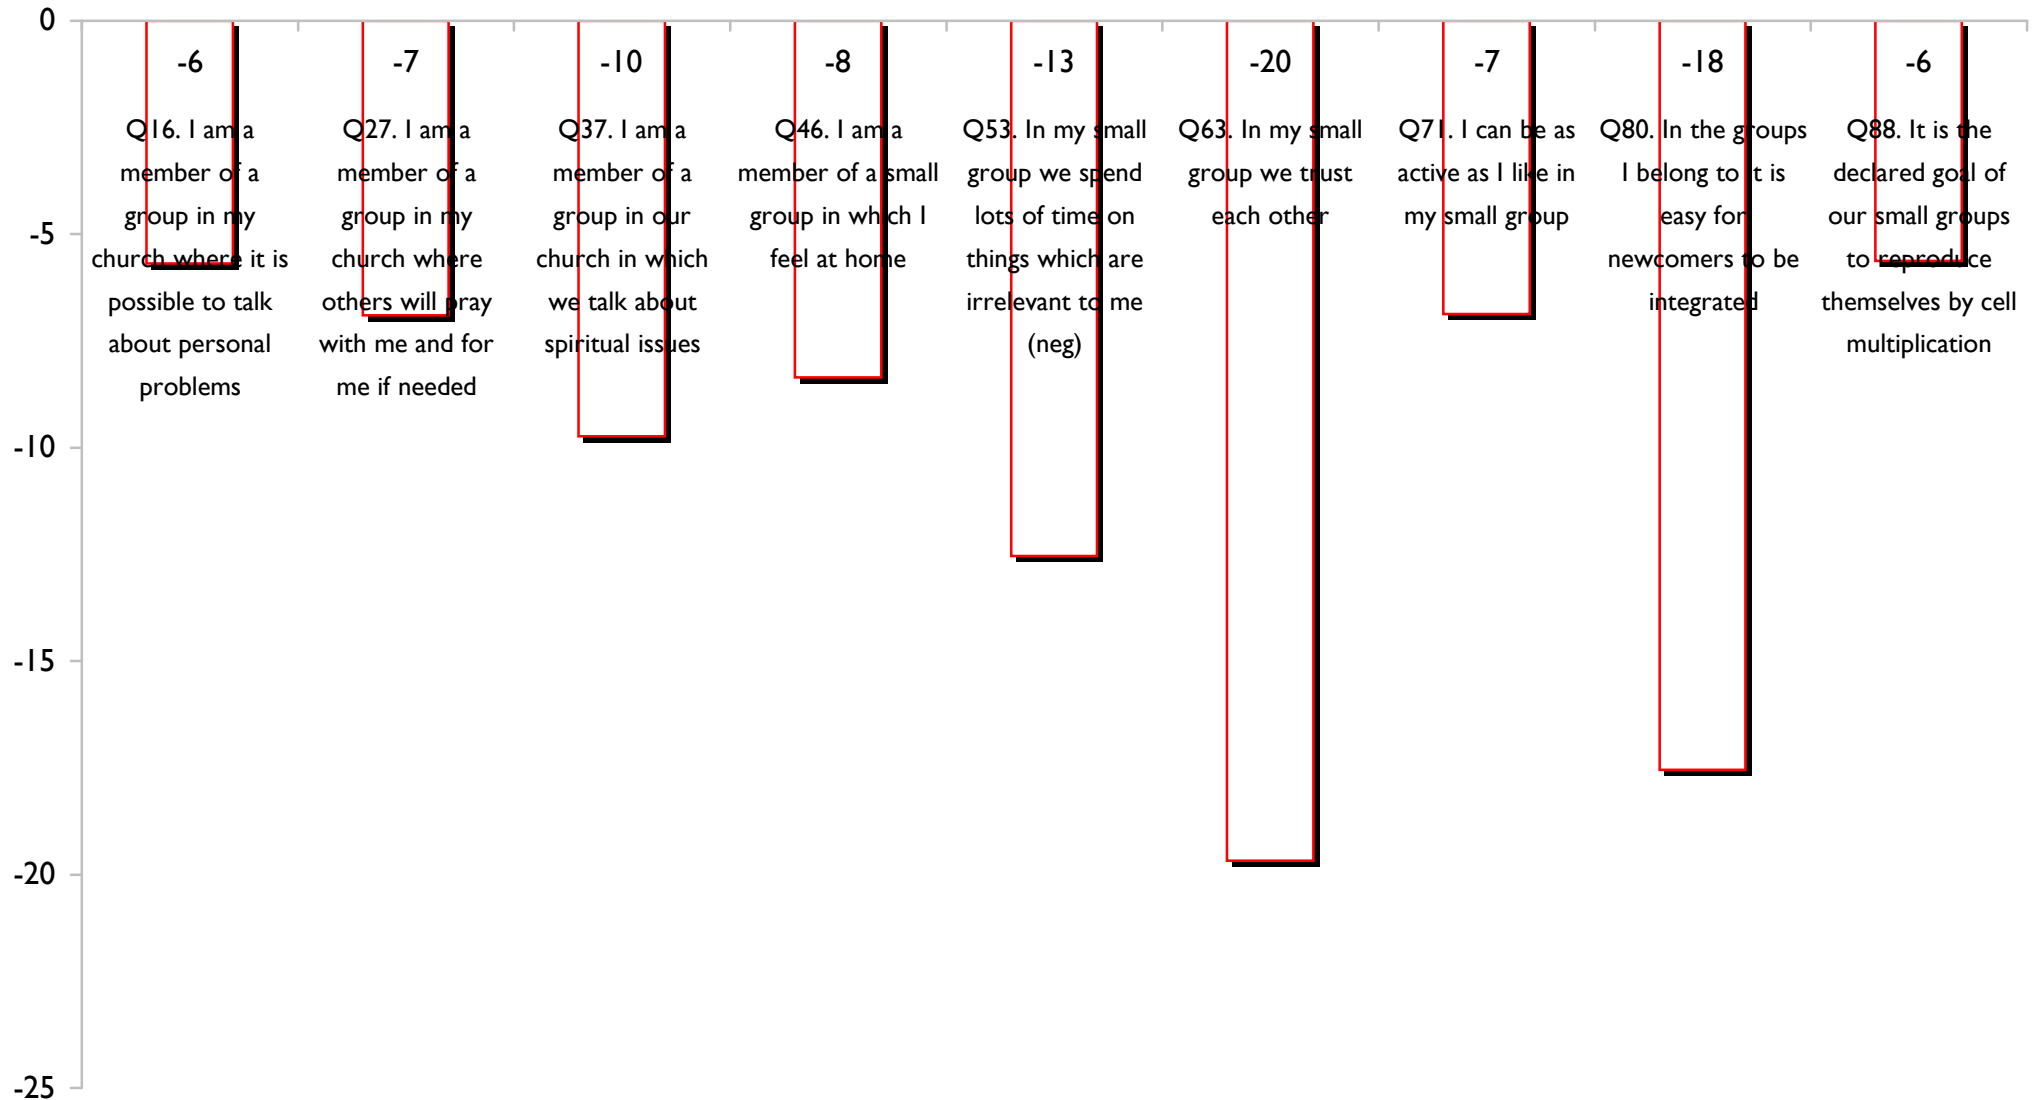 0
-5
-10
-15
-20
-25
-6
Q16. I am a
member of a
group in my
church where it is
possible to talk
about personal
problems
-7
Q27. I am a
member of a
group in my
church where
others will pray
with me and for
me if needed
-10
Q37. I am a
member of a
group in our
church in which
we talk about
spiritual issues
-8
Q46. I am a
member of a small
group in which I
feel at home
-13
Q53. In my small
group we spend
lots of time on
things which are
irrelevant to me
(neg)
-20
Q63. In my small
group we trust
each other
-7
Q71. I can be as
active as I like in
my small group
-18
Q80. In the groups
I belong to it is
easy for
newcomers to be
integrated
-6
Q88. It is the
declared goal of
our small groups
to reproduce
themselves by cell
multiplication